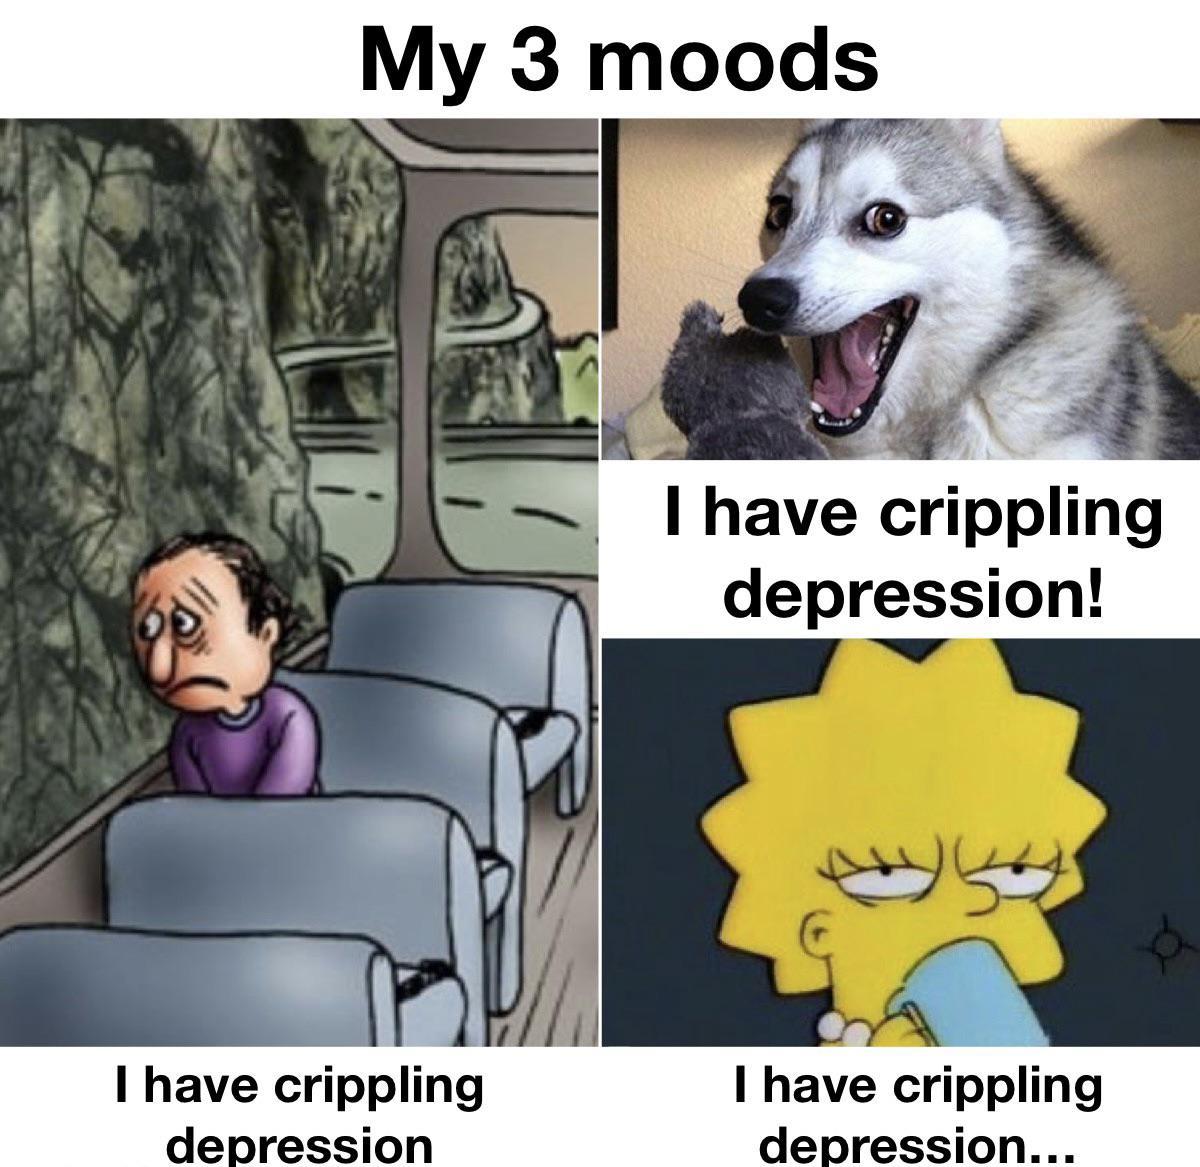 My 3 moods
I have crippling
depression!
I have crippling
depression
I have crippling
depression...